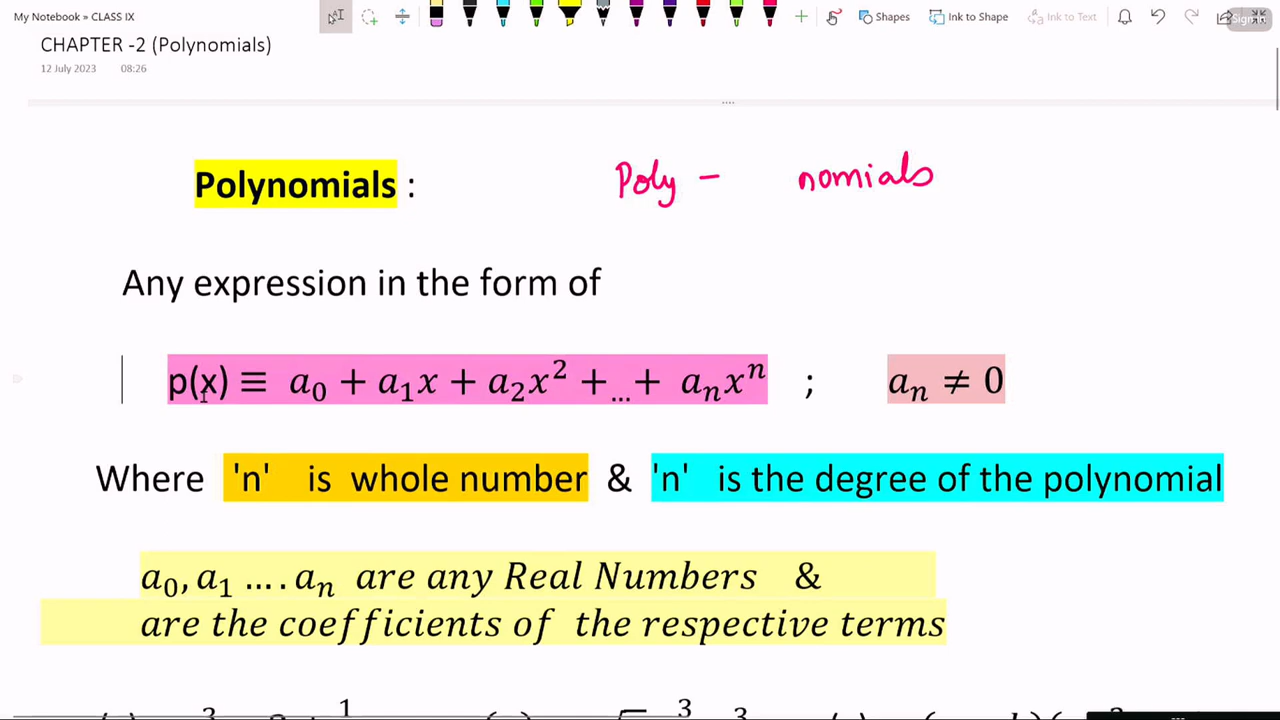 My Notebook » CLASS IX
Shapes Ink to Shape Ink to Text Sign in
CHAPTER -2 (Polynomials)
12 July 2023 08:26
Polynomials : Poly - nomials
Any expression in the form of
p(x) ≡ a₀ + a₁x + a₂x² + ... + aₙxⁿ ; aₙ ≠ 0
Where 'n' is whole number & 'n' is the degree of the polynomial
a₀, a₁ .... aₙ are any Real Numbers &
are the coefficients of the respective terms